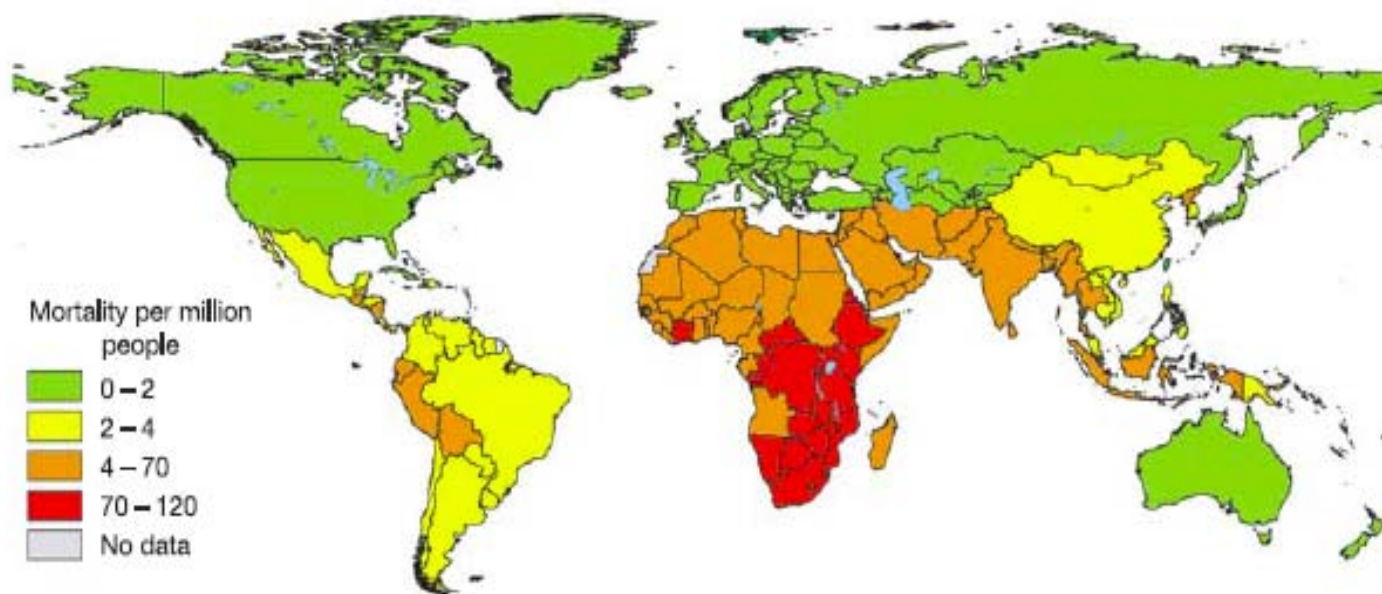 Mortality per million
people
0 – 2
2 – 4
4 – 70
70 – 120
No data